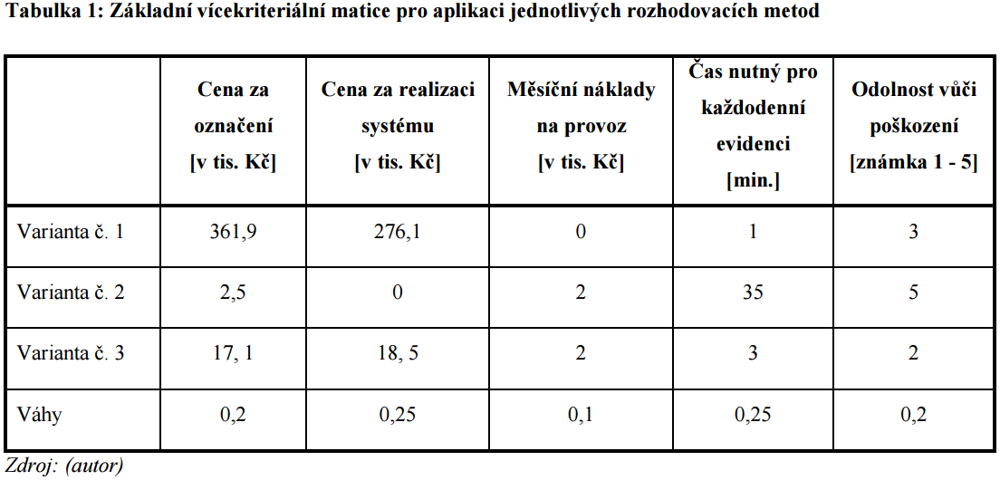 Tabulka 1: Základní vícekriteriální matice pro aplikaci jednotlivých rozhodovacích metod
Cena za označení [v tis. Kč] Cena za realizaci systému [v tis. Kč] Měsíční náklady na provoz [v tis. Kč] Čas nutný pro každodenní evidenci [min.] Odolnost vůči poškození [známka 1 - 5]
Varianta č. 1 361,9 276,1 0 1 3
Varianta č. 2 2,5 0 2 35 5
Varianta č. 3 17, 1 18, 5 2 3 2
Váhy 0,2 0,25 0,1 0,25 0,2
Zdroj: (autor)